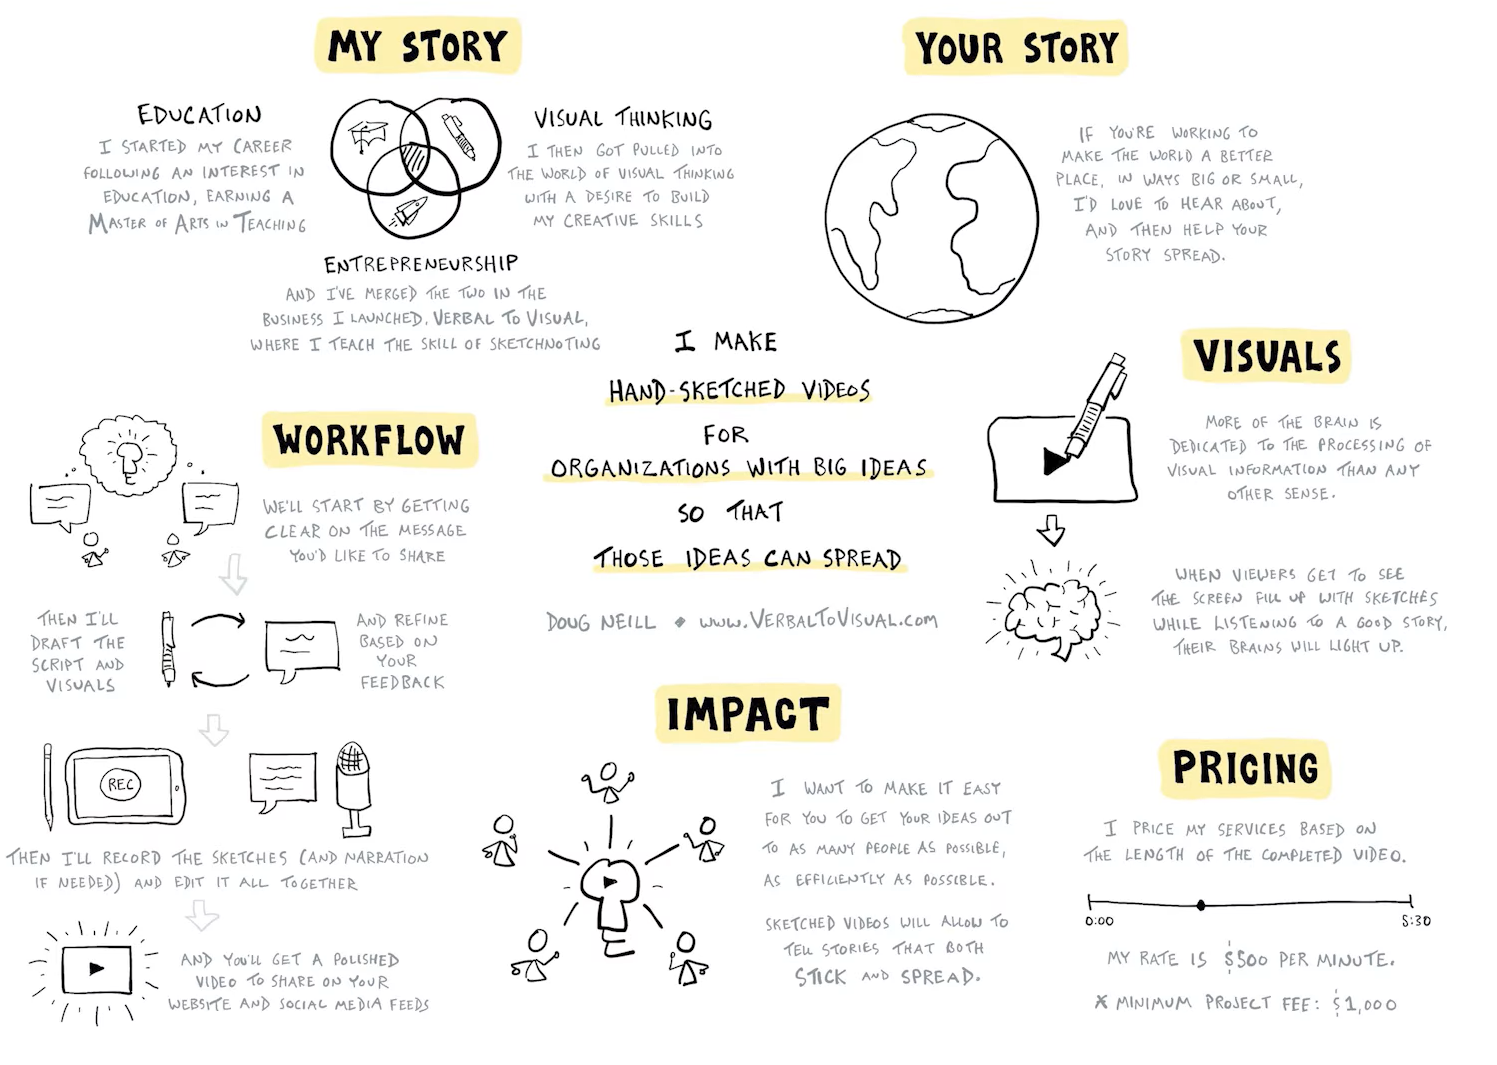 MY STORY
EDUCATION
I STARTED MY CAREER
FOLLOWING AN INTEREST IN
EDUCATION, EARNING A
MASTER OF ARTS IN TEACHING
VISUAL THINKING
I THEN GOT PULLED INTO
THE WORLD OF VISUAL THINKING
WITH A DESIRE TO BUILD
MY CREATIVE SKILLS
ENTREPRENEURSHIP
AND I'VE MERGED THE TWO IN THE
BUSINESS I LAUNCHED, VERBAL TO VISUAL,
WHERE I TEACH THE SKILL OF SKETCHNOTING
YOUR STORY
IF YOU'RE WORKING TO
MAKE THE WORLD A BETTER
PLACE, IN WAYS BIG OR SMALL,
I'D LOVE TO HEAR ABOUT,
AND THEN HELP YOUR
STORY SPREAD.
I MAKE
HAND-SKETCHED VIDEOS
FOR
ORGANIZATIONS WITH BIG IDEAS
SO THAT
THOSE IDEAS CAN SPREAD
DOUG NEILL • WWW.VERBALTOVISUAL.COM
VISUALS
MORE OF THE BRAIN IS
DEDICATED TO THE PROCESSING OF
VISUAL INFORMATION THAN ANY
OTHER SENSE.
WHEN VIEWERS GET TO SEE
THE SCREEN FILL UP WITH SKETCHES
WHILE LISTENING TO A GOOD STORY,
THEIR BRAINS WILL LIGHT UP.
WORKFLOW
WE'LL START BY GETTING
CLEAR ON THE MESSAGE
YOU'D LIKE TO SHARE
THEN I'LL
DRAFT THE
SCRIPT AND
VISUALS
AND REFINE
BASED ON
YOUR
FEEDBACK
REC
THEN I'LL RECORD THE SKETCHES (AND NARRATION
IF NEEDED) AND EDIT IT ALL TOGETHER
AND YOU'LL GET A POLISHED
VIDEO TO SHARE ON YOUR
WEBSITE AND SOCIAL MEDIA FEEDS
IMPACT
I WANT TO MAKE IT EASY
FOR YOU TO GET YOUR IDEAS OUT
TO AS MANY PEOPLE AS POSSIBLE,
AS EFFICIENTLY AS POSSIBLE.
SKETCHED VIDEOS WILL ALLOW TO
TELL STORIES THAT BOTH
STICK AND SPREAD.
PRICING
I PRICE MY SERVICES BASED ON
THE LENGTH OF THE COMPLETED VIDEO.
0:00
5:30
MY RATE IS $500 PER MINUTE.
* MINIMUM PROJECT FEE: $1,000